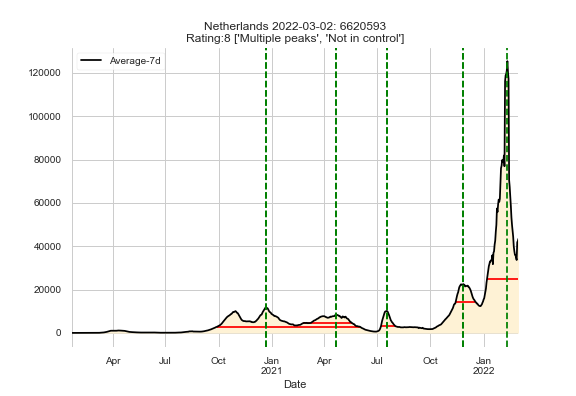 Netherlands 2022-03-02: 6620593
Rating:8 ['Multiple peaks', 'Not in control']
Average-7d
120000
100000
80000
60000
40000
20000
0
Apr Jul Oct Jan Apr Jul Oct Jan
2021 2022
Date